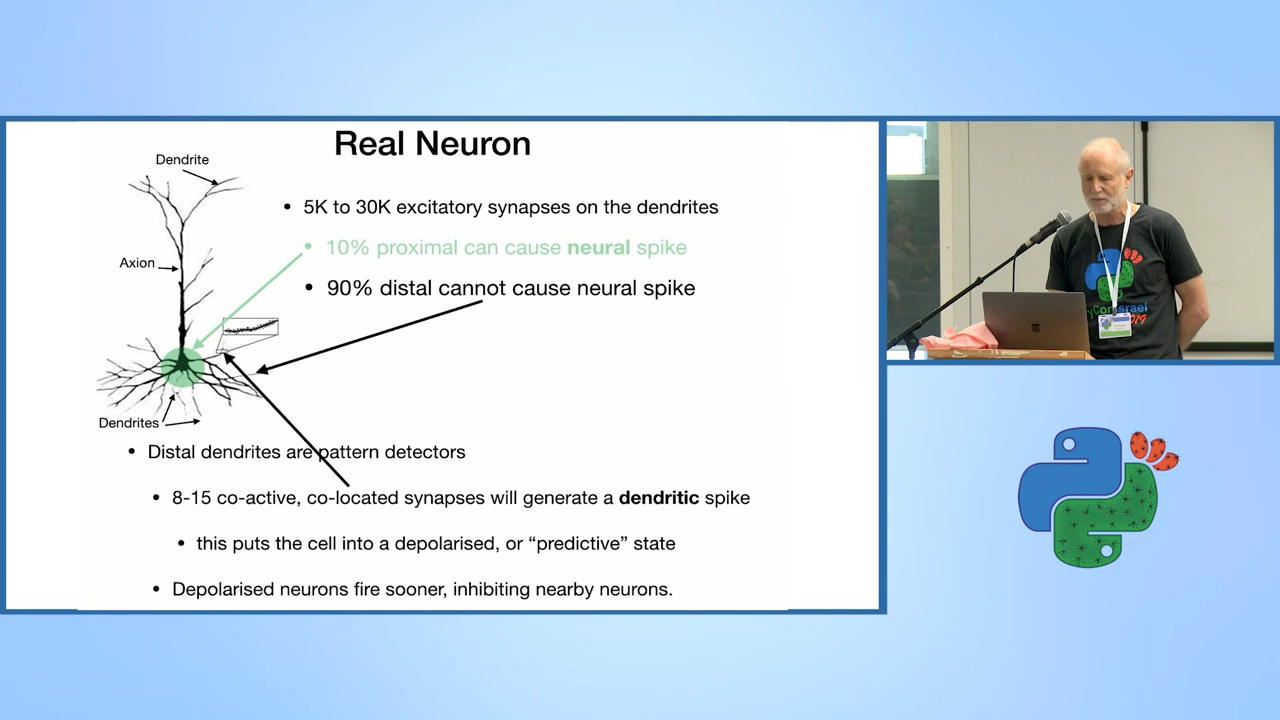 Real Neuron
Dendrite
5K to 30K excitatory synapses on the dendrites
10% proximal can cause neural spike
Axion
90% distal cannot cause neural spike
Dendrites
Distal dendrites are pattern detectors
8-15 co-active, co-located synapses will generate a dendritic spike
this puts the cell into a depolarised, or “predictive” state
Depolarised neurons fire sooner, inhibiting nearby neurons.